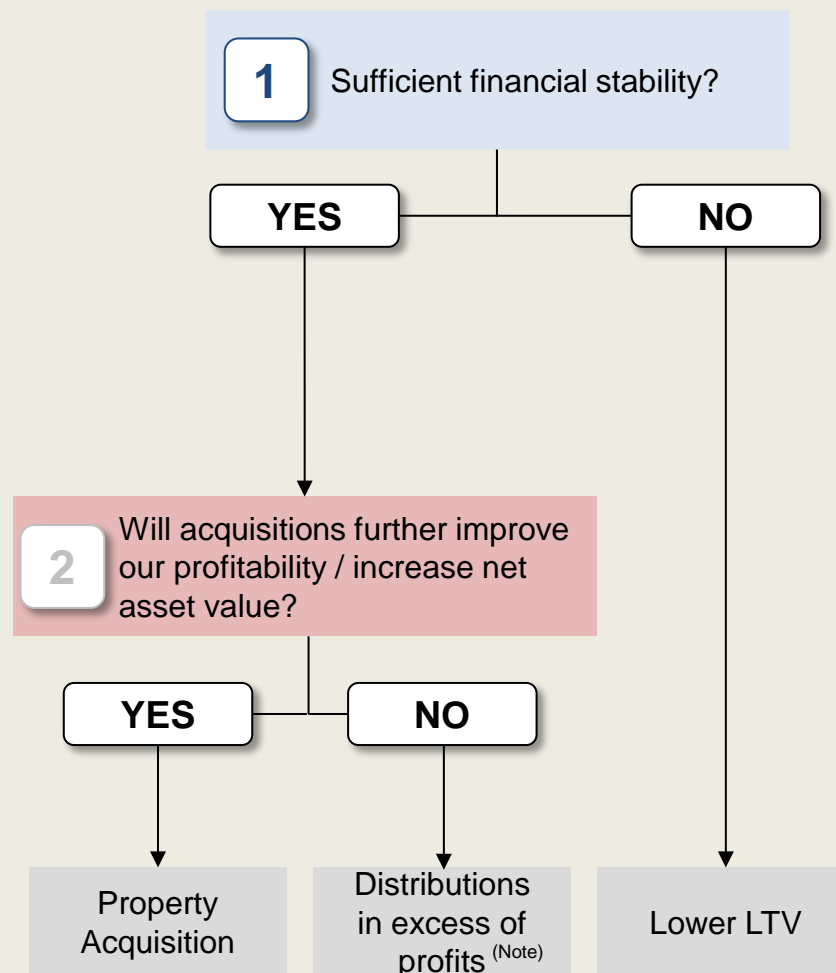 1
Sufficient financial stability?
YES
NO
2
Will acquisitions further improve
our profitability / increase net
asset value?
YES
NO
Property
Acquisition
Distributions
in excess of
profits (Note)
Lower LTV